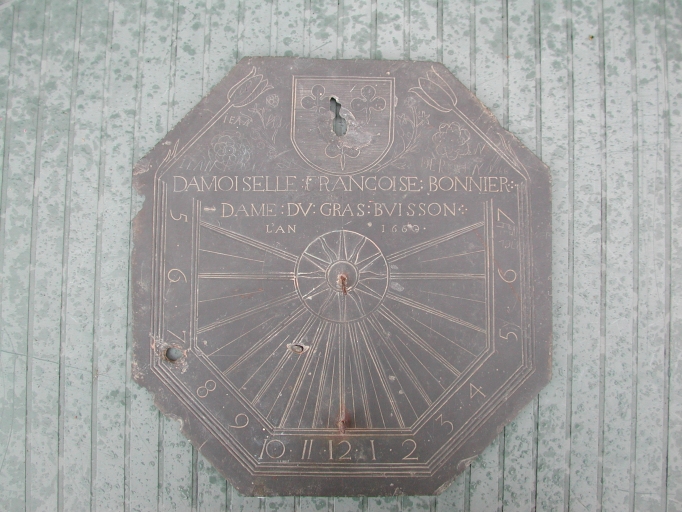 DAMOISELLE : FRANCOISE : BONNIER :
DAME : DV : GRAS : BVISSON :
L'AN 1660
5 7
6 6
7 5
8 4
9 3
10 11 12 1 2